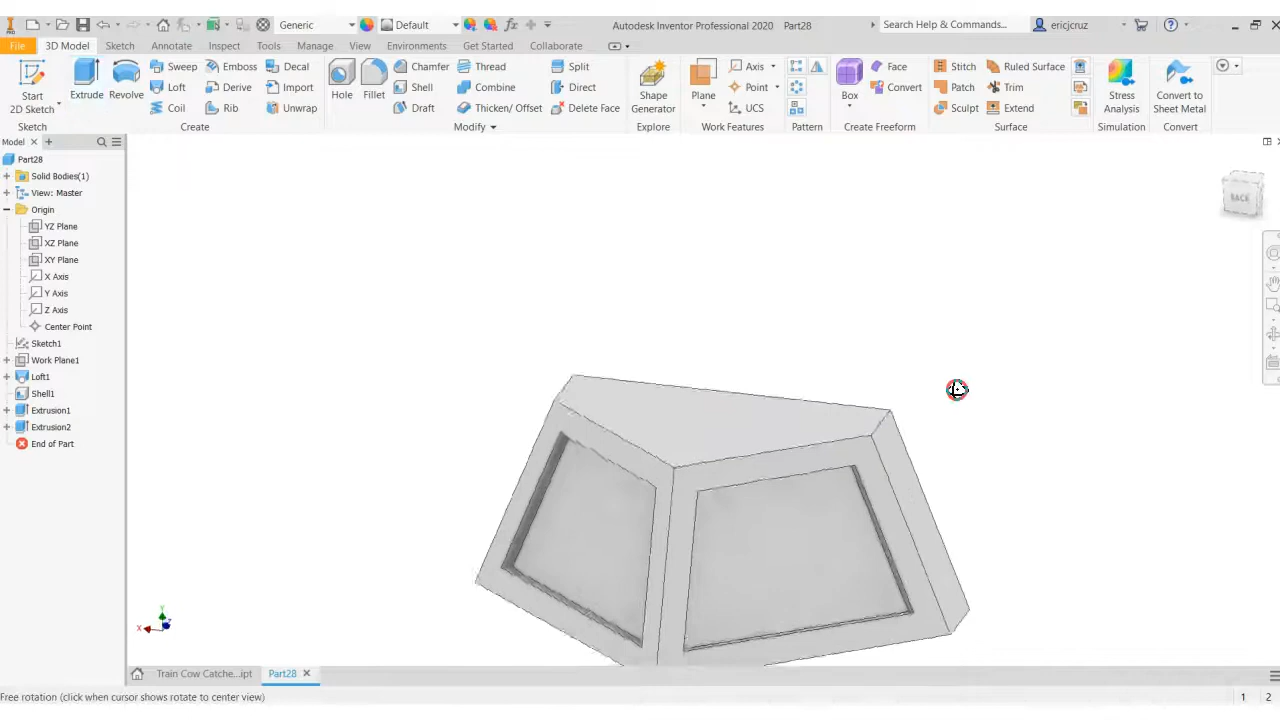 Generic
Default
Autodesk Inventor Professional 2020 Part28
Search Help & Commands...
ericjcruz
File
3D Model
Sketch
Annotate
Inspect
Tools
Manage
View
Environments
Get Started
Collaborate
Start
2D Sketch
Sketch
Extrude
Revolve
Sweep
Emboss
Decal
Loft
Derive
Import
Coil
Rib
Unwrap
Create
Hole
Fillet
Chamfer
Thread
Split
Shell
Combine
Direct
Draft
Thicken/ Offset
Delete Face
Modify
Shape
Generator
Explore
Plane
Axis
Point
UCS
Work Features
Pattern
Box
Face
Convert
Create Freeform
Stitch
Ruled Surface
Patch
Trim
Sculpt
Extend
Surface
Stress
Analysis
Simulation
Convert to
Sheet Metal
Convert
Model
Part28
Solid Bodies(1)
View: Master
Origin
YZ Plane
XZ Plane
XY Plane
X Axis
Y Axis
Z Axis
Center Point
Sketch1
Work Plane1
Loft1
Shell1
Extrusion1
Extrusion2
End of Part
BACK
Y
X
Z
Train Cow Catche...ipt
Part28
Free rotation (click when cursor shows rotate to center view)
1
2